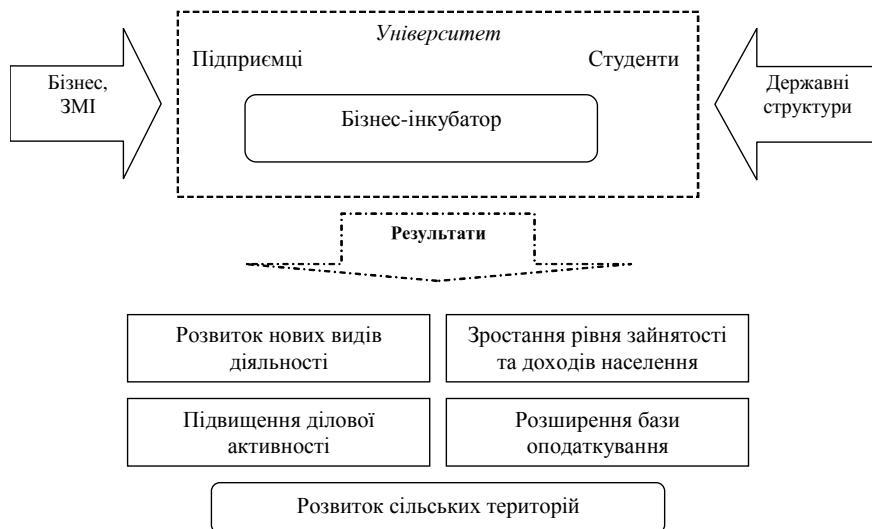 Університет
Підприємці
Студенти
Бізнес,
ЗМІ
Державні
структури
Бізнес-інкубатор
Результати
Розвиток нових видів
діяльності
Зростання рівня зайнятості
та доходів населення
Підвищення ділової
активності
Розширення бази
оподаткування
Розвиток сільських територій